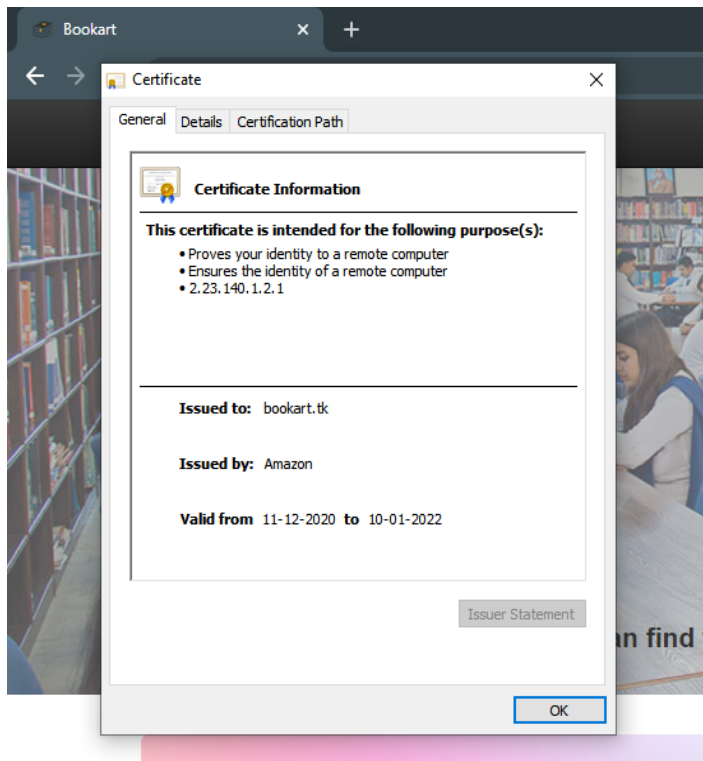 Bookart
Certificate
General Details Certification Path
Certificate Information
This certificate is intended for the following purpose(s):
• Proves your identity to a remote computer
• Ensures the identity of a remote computer
• 2.23.140.1.2.1
Issued to: bookart.tk
Issued by: Amazon
Valid from 11-12-2020 to 10-01-2022
Issuer Statement
find
OK